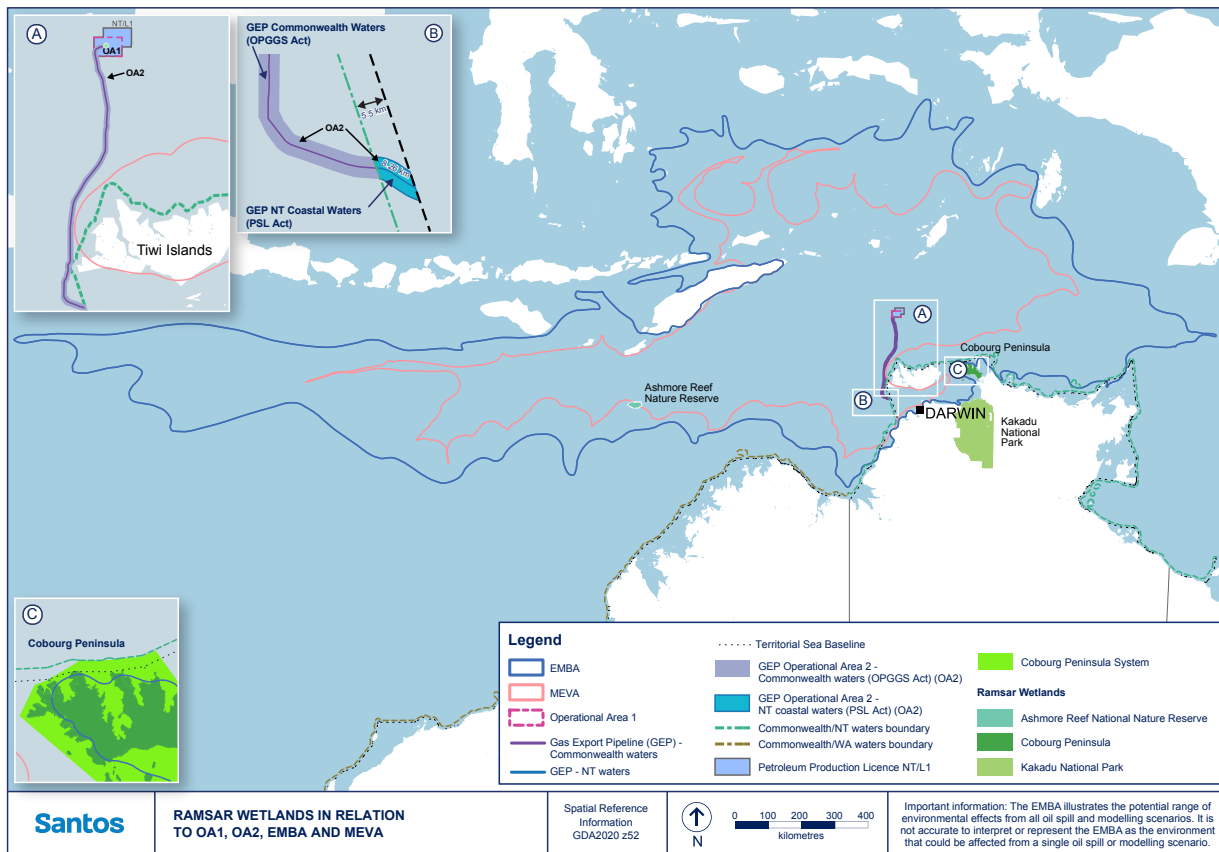 A
NT/L1
OA1
OA2
Tiwi Islands
GEP Commonwealth Waters
(OPGGS Act)
B
5.5 km
OA2
8.26 km
GEP NT Coastal Waters
(PSL Act)
A
Cobourg Peninsula
C
B
DARWIN
Kakadu
National
Park
Ashmore Reef
Nature Reserve
C
Cobourg Peninsula
Legend
EMBA
MEVA
Operational Area 1
Gas Export Pipeline (GEP) -
Commonwealth waters
GEP - NT waters
Territorial Sea Baseline
GEP Operational Area 2 -
Commonwealth waters (OPGGS Act) (OA2)
GEP Operational Area 2 -
NT coastal waters (PSL Act) (OA2)
Commonwealth/NT waters boundary
Commonwealth/WA waters boundary
Petroleum Production Licence NT/L1
Cobourg Peninsula System
Ramsar Wetlands
Ashmore Reef National Nature Reserve
Cobourg Peninsula
Kakadu National Park
Santos
RAMSAR WETLANDS IN RELATION
TO OA1, OA2, EMBA AND MEVA
Spatial Reference
Information
GDA2020 z52
N
0 100 200 300 400
kilometres
Important information: The EMBA illustrates the potential range of
environmental effects from all oil spill and modelling scenarios. It is
not accurate to interpret or represent the EMBA as the environment
that could be affected from a single oil spill or modelling scenario.